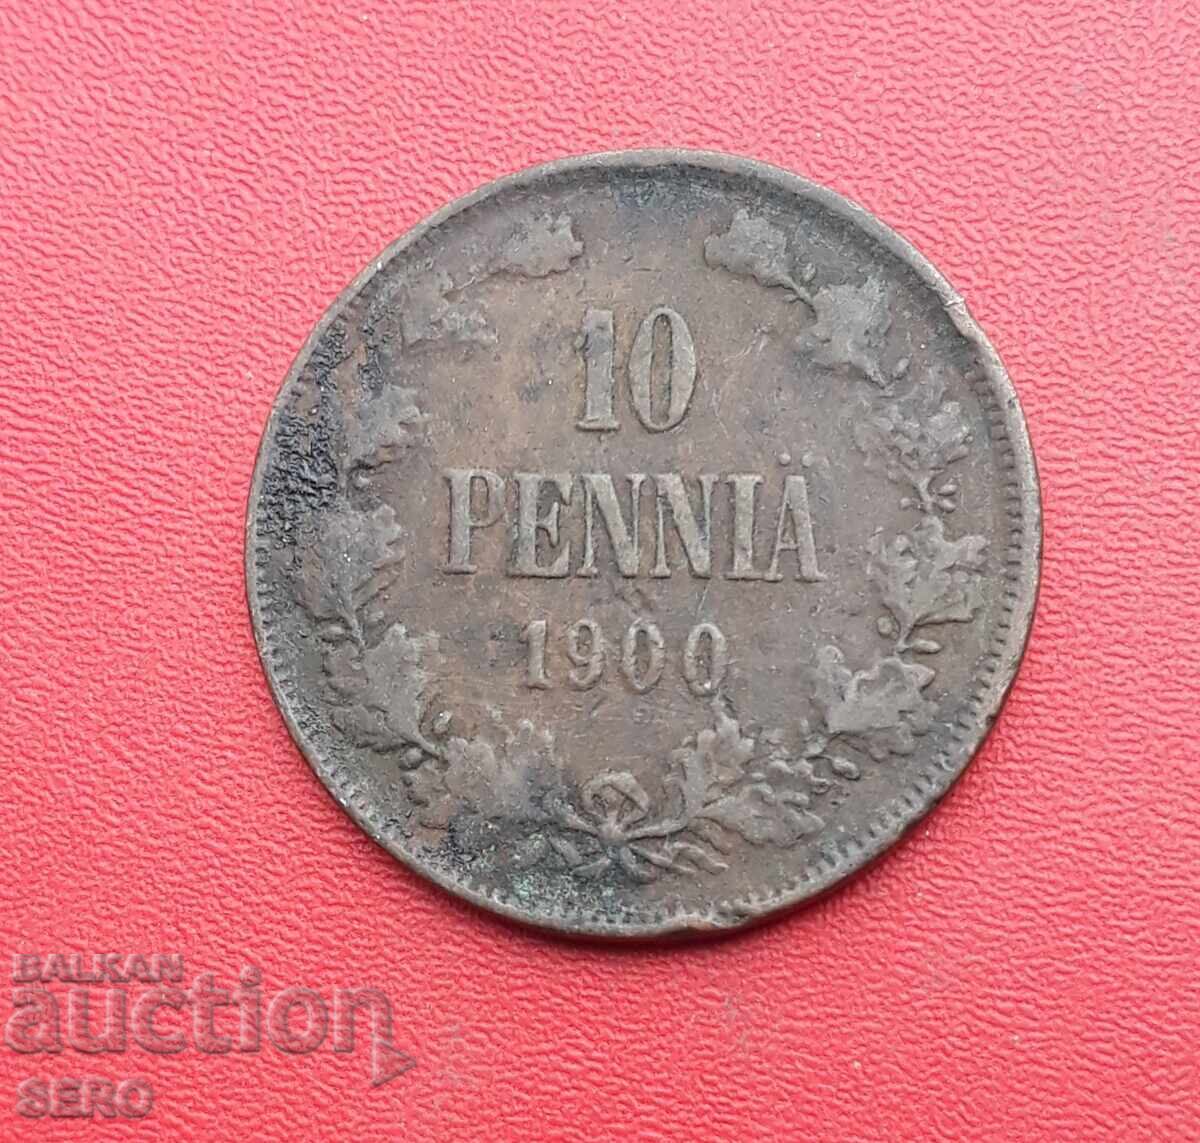 10
PENNIÄ
1900
BALKAN
auction
SERO